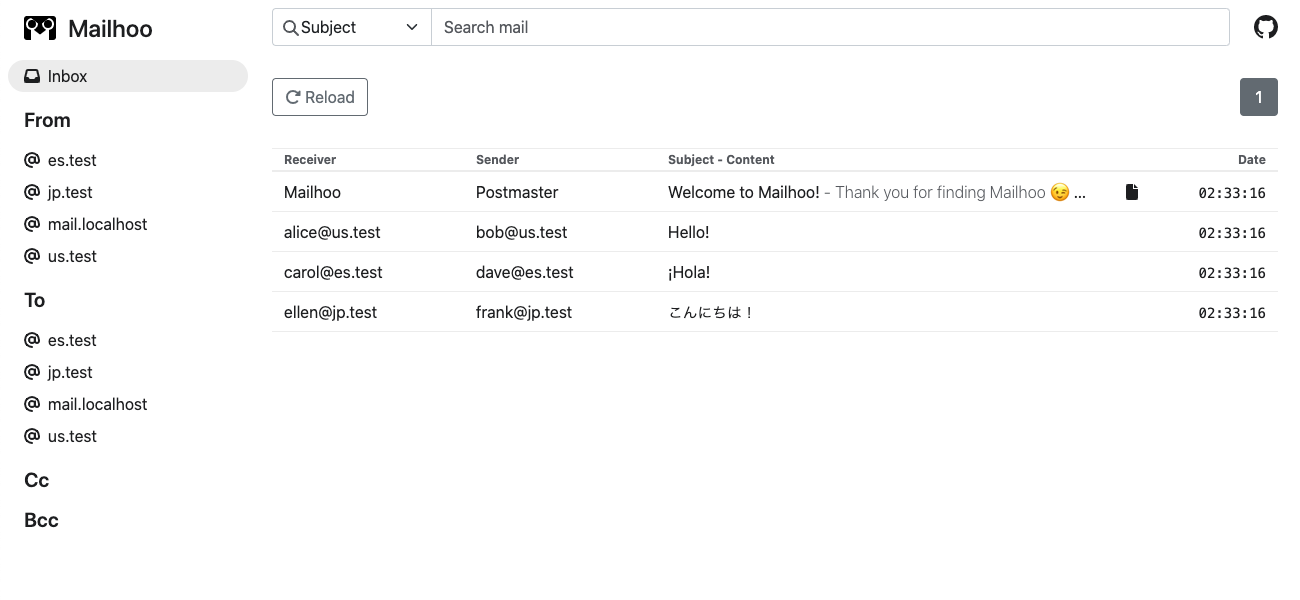 Mailhoo
Subject Search mail
Inbox
From
@ es.test
@ jp.test
@ mail.localhost
@ us.test
To
@ es.test
@ jp.test
@ mail.localhost
@ us.test
Cc
Bcc
Reload 1
Receiver Sender Subject - Content Date
Mailhoo Postmaster Welcome to Mailhoo! - Thank you for finding Mailhoo 😉 ... 02:33:16
alice@us.test bob@us.test Hello! 02:33:16
carol@es.test dave@es.test ¡Hola! 02:33:16
ellen@jp.test frank@jp.test こんにちは！ 02:33:16